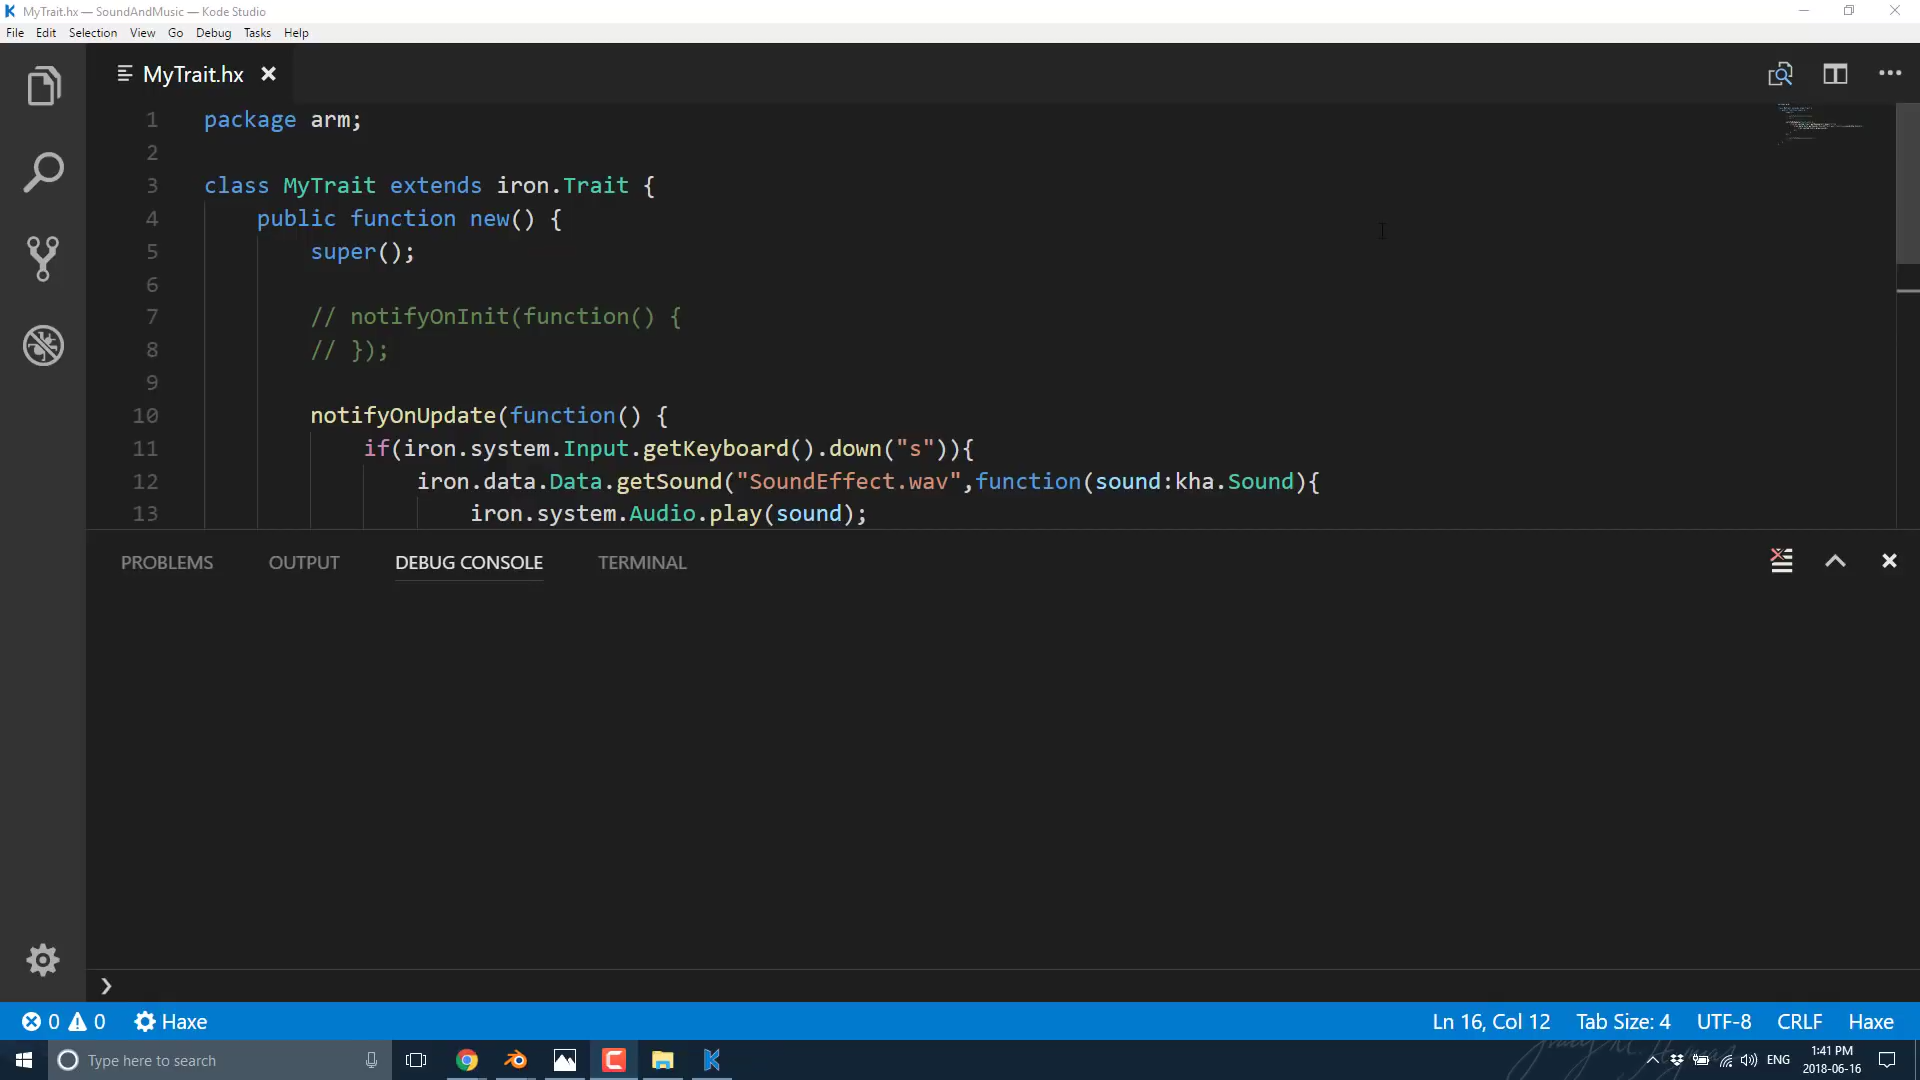 MyTrait.hx — SoundAndMusic — Kode Studio
File Edit Selection View Go Debug Tasks Help
MyTrait.hx
1 package arm;
2
3 class MyTrait extends iron.Trait {
4 public function new() {
5 super();
6
7 // notifyOnInit(function() {
8 // });
9
10 notifyOnUpdate(function() {
11 if(iron.system.Input.getKeyboard().down("s")){
12 iron.data.Data.getSound("SoundEffect.wav",function(sound:kha.Sound){
13 iron.system.Audio.play(sound);
PROBLEMS OUTPUT DEBUG CONSOLE TERMINAL
0 0 Haxe Ln 16, Col 12 Tab Size: 4 UTF-8 CRLF Haxe
Type here to search
ENG
1:41 PM
2018-06-16